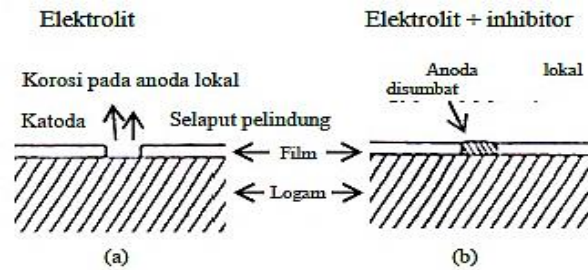 Elektrolit
Elektrolit + inhibitor
Korosi pada anoda lokal
Anoda lokal
disumbat
Katoda
Selaput pelindung
Film
Logam
(a)
(b)